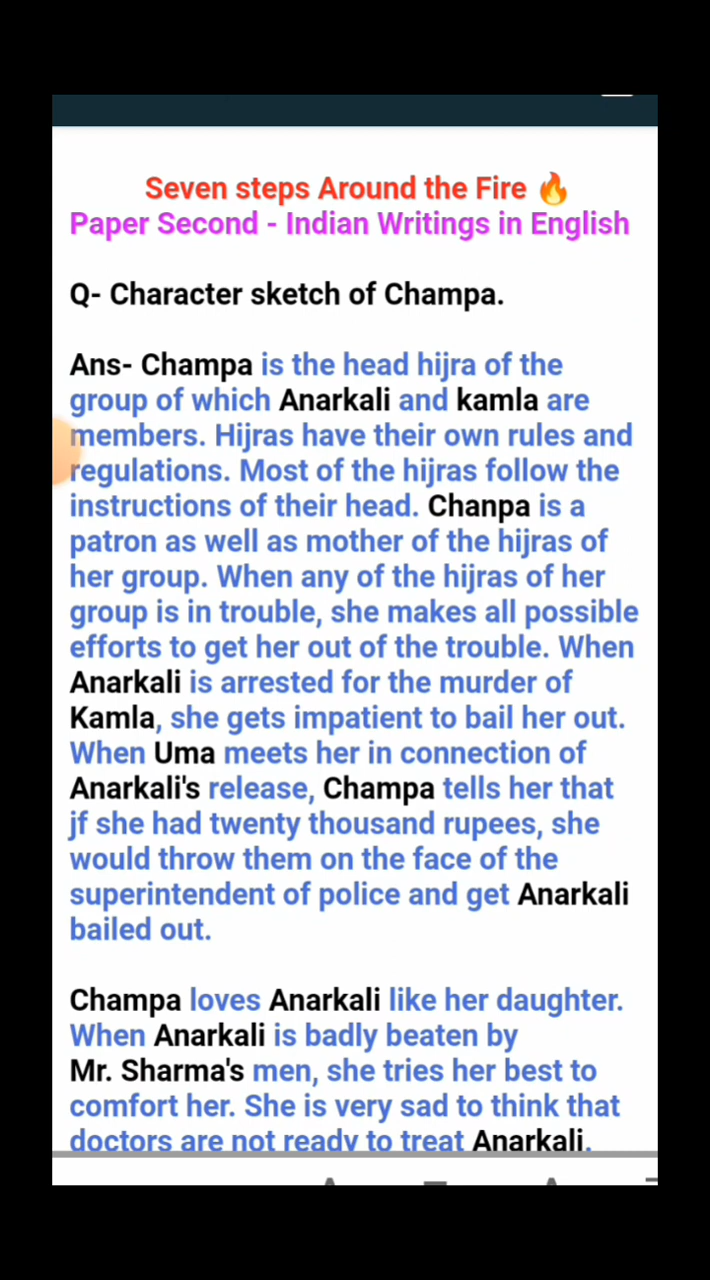 Seven steps Around the Fire 🔥
Paper Second - Indian Writings in English
Q- Character sketch of Champa.
Ans- Champa is the head hijra of the
group of which Anarkali and kamla are
members. Hijras have their own rules and
regulations. Most of the hijras follow the
instructions of their head. Chanpa is a
patron as well as mother of the hijras of
her group. When any of the hijras of her
group is in trouble, she makes all possible
efforts to get her out of the trouble. When
Anarkali is arrested for the murder of
Kamla, she gets impatient to bail her out.
When Uma meets her in connection of
Anarkali's release, Champa tells her that
jf she had twenty thousand rupees, she
would throw them on the face of the
superintendent of police and get Anarkali
bailed out.
Champa loves Anarkali like her daughter.
When Anarkali is badly beaten by
Mr. Sharma's men, she tries her best to
comfort her. She is very sad to think that
doctors are not ready to treat Anarkali.